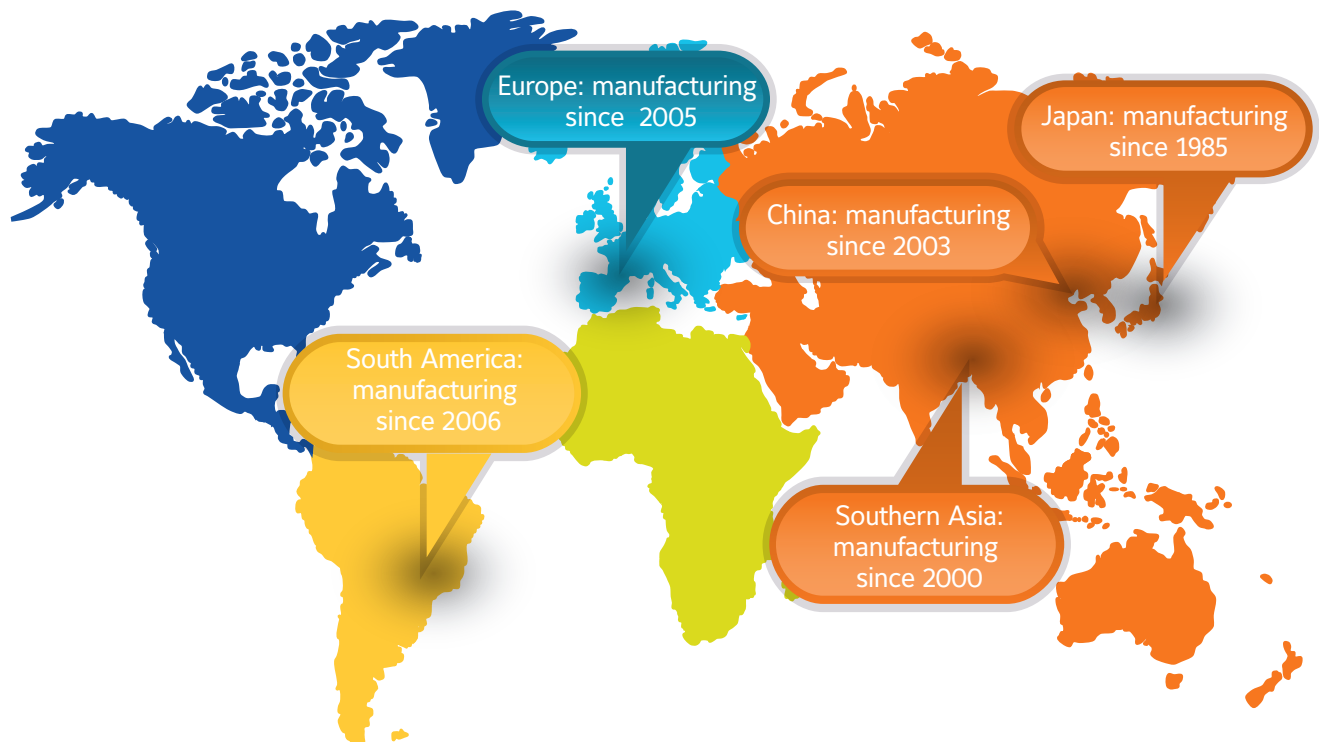 Europe: manufacturing
since 2005
Japan: manufacturing
since 1985
China: manufacturing
since 2003
South America:
manufacturing
since 2006
Southern Asia:
manufacturing
since 2000